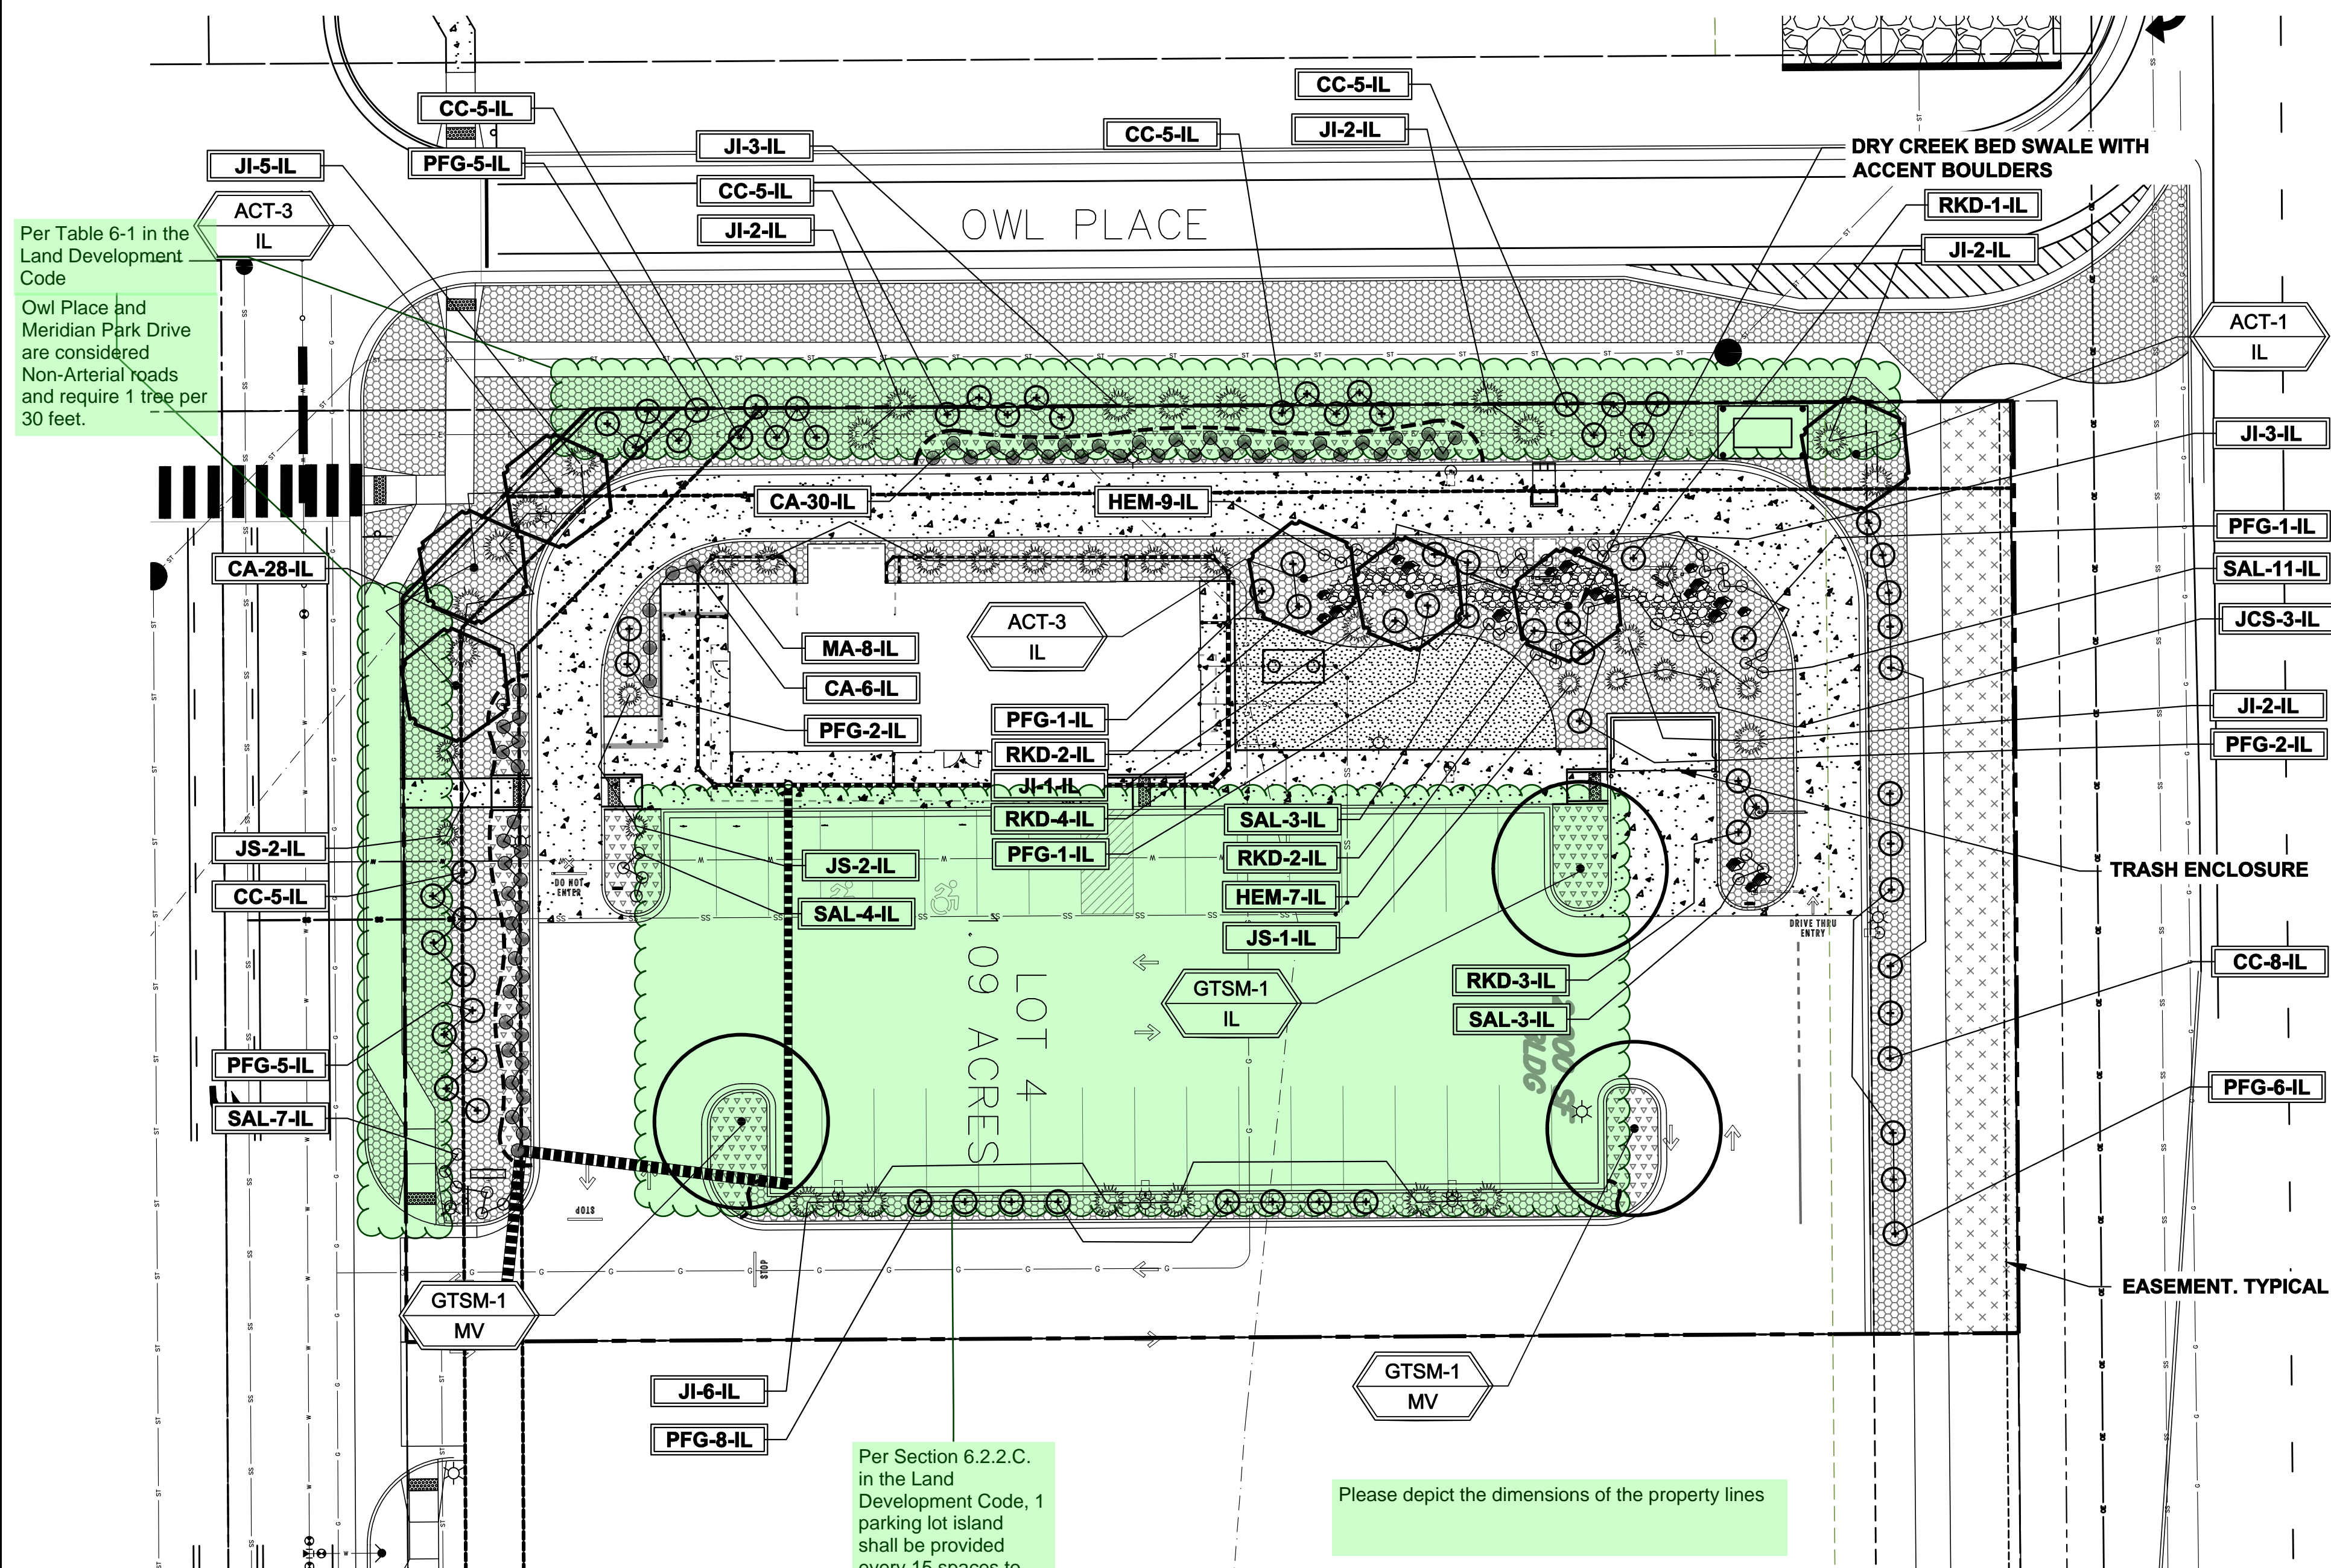 CC-5-IL
CC-5-IL
JI-3-IL
CC-5-IL
JI-2-IL
JI-5-IL
PFG-5-IL
CC-5-IL
JI-2-IL
DRY CREEK BED SWALE WITH
ACCENT BOULDERS
ACT-3
IL
OWL PLACE
RKD-1-IL
JI-2-IL
Per Table 6-1 in the
Land Development
Code
Owl Place and
Meridian Park Drive
are considered
Non-Arterial roads
and require 1 tree per
30 feet.
ACT-1
IL
JI-3-IL
CA-30-IL
HEM-9-IL
PFG-1-IL
CA-28-IL
SAL-11-IL
ACT-3
IL
JCS-3-IL
MA-8-IL
CA-6-IL
PFG-2-IL
PFG-1-IL
RKD-2-IL
JI-1-IL
RKD-4-IL
PFG-1-IL
JI-2-IL
PFG-2-IL
SAL-3-IL
RKD-2-IL
HEM-7-IL
JS-1-IL
JS-2-IL
CC-5-IL
JS-2-IL
SAL-4-IL
DO NOT
ENTER
TRASH ENCLOSURE
DRIVE THRU
ENTRY
CC-8-IL
RKD-3-IL
SAL-3-IL
GTSM-1
IL
LOT 4
.09 ACRES
BLDG
PFG-5-IL
SAL-7-IL
PFG-6-IL
STOP
STOP
EASEMENT. TYPICAL
GTSM-1
MV
JI-6-IL
PFG-8-IL
GTSM-1
MV
Per Section 6.2.2.C.
in the Land
Development Code, 1
parking lot island
shall be provided
every 15 spaces to
Please depict the dimensions of the property lines